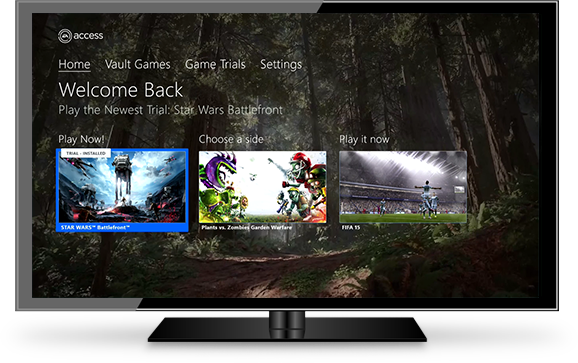 EA access
Home Vault Games Game Trials Settings
Welcome Back
Play the Newest Trial: Star Wars Battlefront
Play Now!
TRIAL - INSTALLED
STAR WARS™ Battlefront™
Choose a side
Plants vs. Zombies Garden Warfare
Play it now
FIFA 15